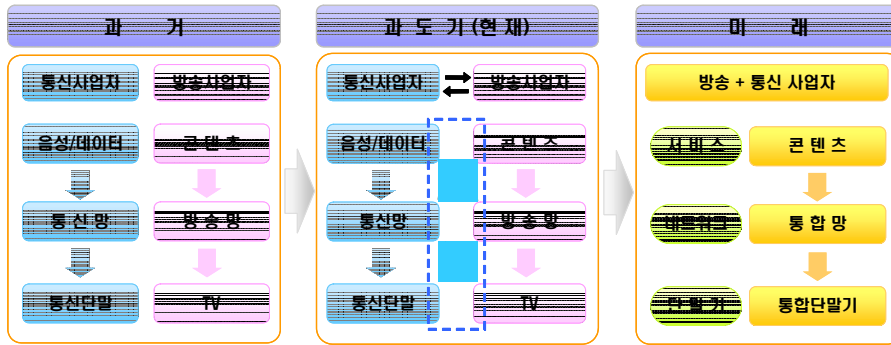 과 거
통신사업자 방송사업자
음성/데이터 콘 텐 츠
통 신 망 방 송 망
통신단말 TV
과 도 기 (현 재)
통신사업자 방송사업자
음성/데이터 콘 텐 츠
통신망 방 송 망
통신단말 TV
미 래
방송 + 통신 사업자
서 비 스 콘 텐 츠
네트워크 통 합 망
단 말 기 통합단말기